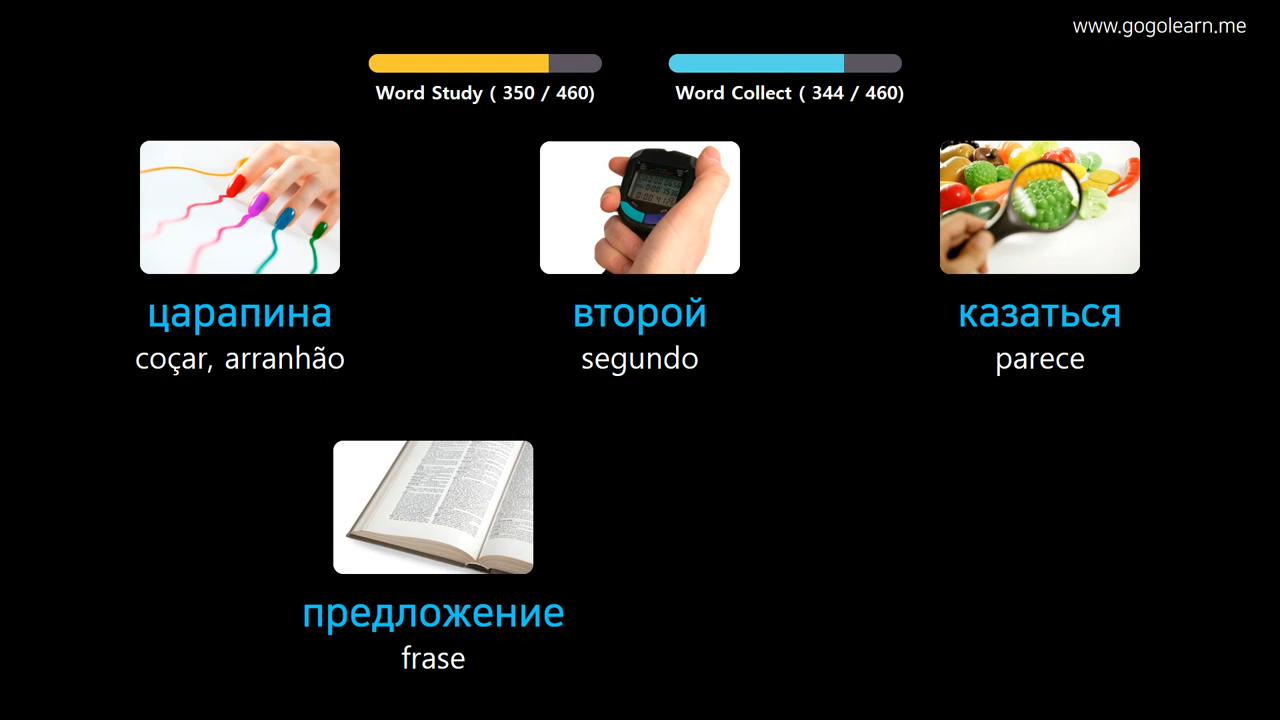 www.gogolearn.me
Word Study ( 350 / 460)
Word Collect ( 344 / 460)
царапина
coçar, arranhão
второй
segundo
казаться
parece
предложение
frase